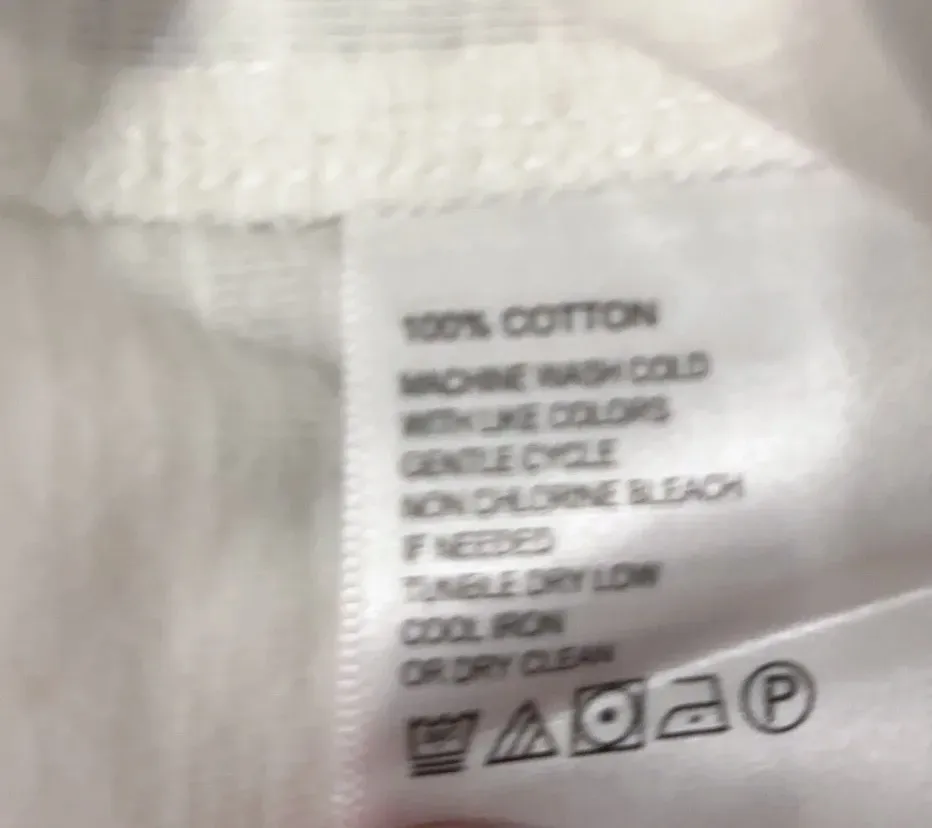 100% COTTON
MACHINE WASH COLD
WITH LIKE COLORS
GENTLE CYCLE
NON CHLORINE BLEACH
IF NEEDED
TUMBLE DRY LOW
COOL IRON
OR DRY CLEAN
P